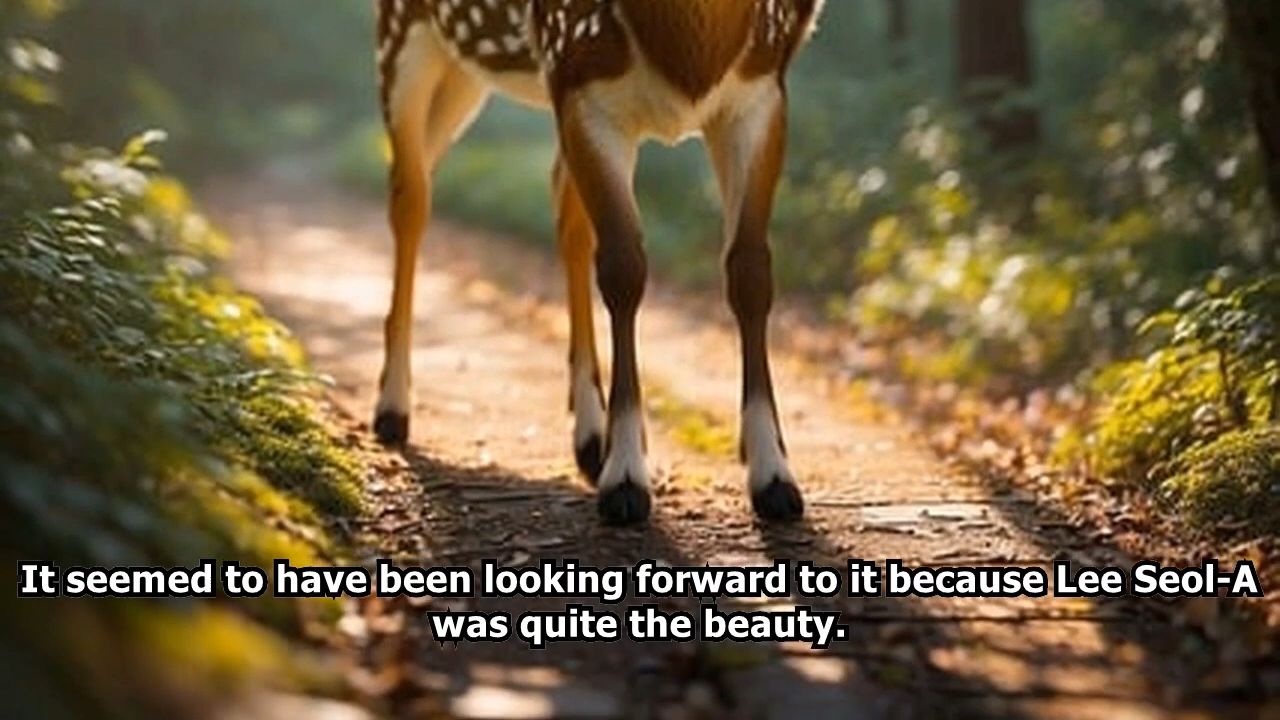 It seemed to have been looking forward to it because Lee Seol-A
was quite the beauty.